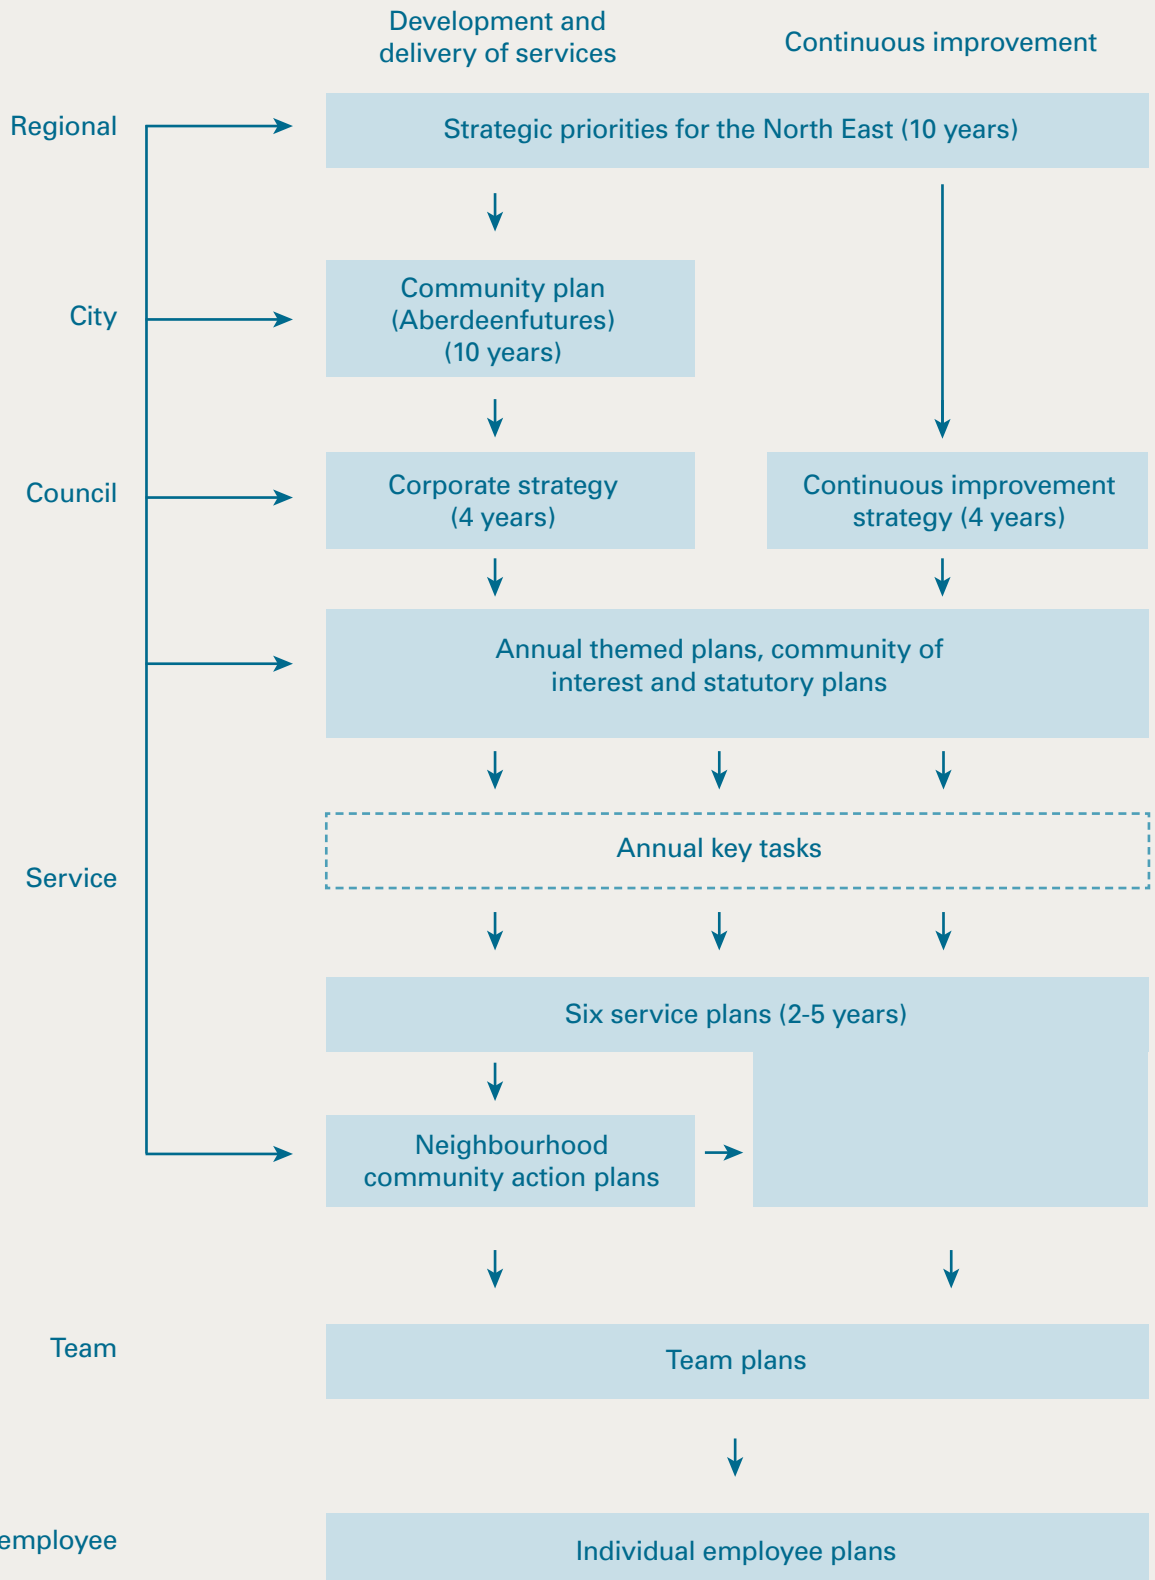 Development and
delivery of services
Continuous improvement
Regional
Strategic priorities for the North East (10 years)
City
Community plan
(Aberdeenfutures)
(10 years)
Council
Corporate strategy
(4 years)
Continuous improvement
strategy (4 years)
Annual themed plans, community of
interest and statutory plans
Annual key tasks
Service
Six service plans (2-5 years)
Neighbourhood
community action plans
Team
Team plans
employee
Individual employee plans